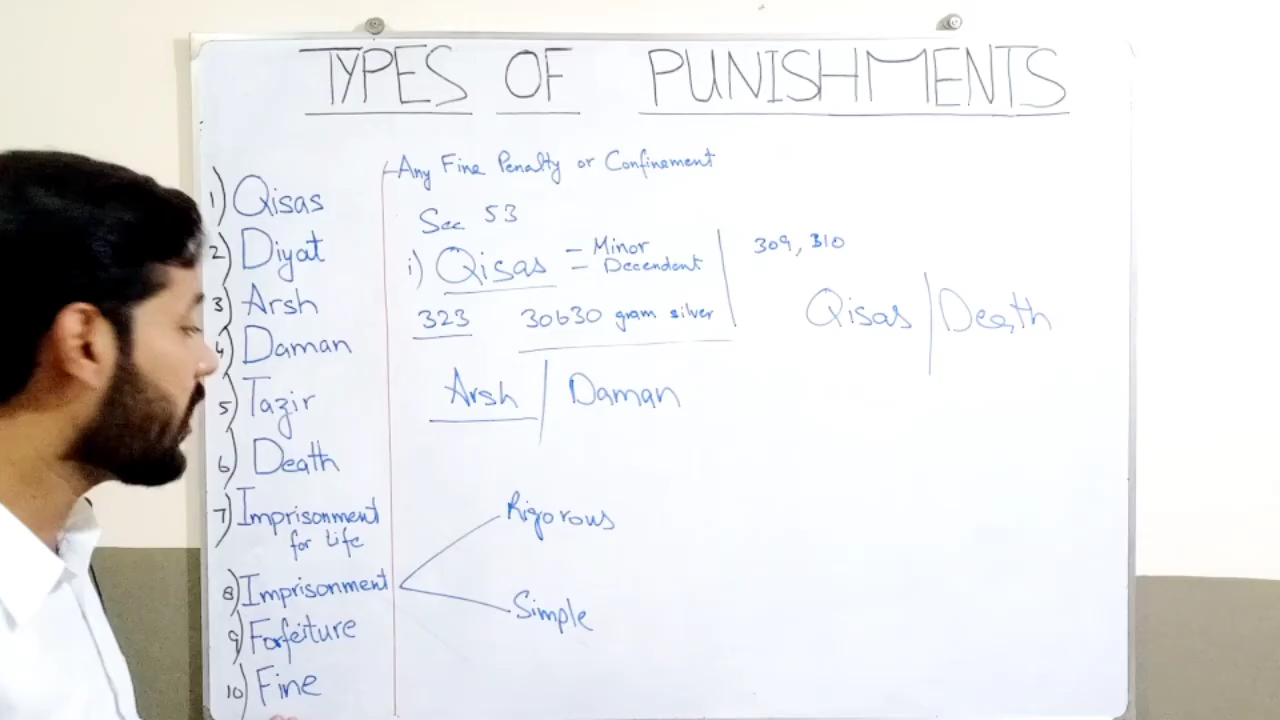 TYPES OF PUNISHMENTS
1) Qisas
2) Diyat
3) Arsh
4) Daman
5) Tazir
6) Death
7) Imprisonment
for Life
8) Imprisonment
9) Forfeiture
10) Fine
Any Fine Penalty or Confinement
Sec 53
i) Qisas = Minor
= Decendent
323 30630 gram silver
309, 310
Qisas | Death
Arsh | Daman
Rigorous
Simple